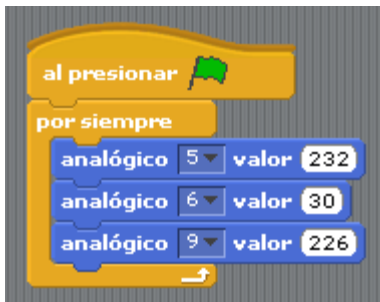 al presionar
por siempre
analógico 5 valor 232
analógico 6 valor 30
analógico 9 valor 226